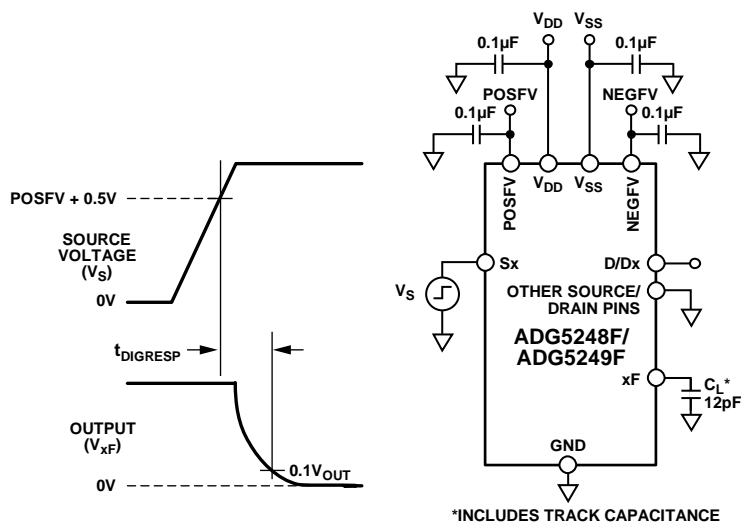 POSFV + 0.5V
SOURCE
VOLTAGE
(VS)
0V
tDIGRESP
OUTPUT
(VxF)
0V
0.1VOUT
VDD
VSS
0.1µF
0.1µF
0.1µF
POSFV
NEGFV
0.1µF
POSFV
VDD
VSS
NEGFV
VS
Sx
D/Dx
OTHER SOURCE/
DRAIN PINS
ADG5248F/
ADG5249F
xF
CL*
12pF
GND
*INCLUDES TRACK CAPACITANCE